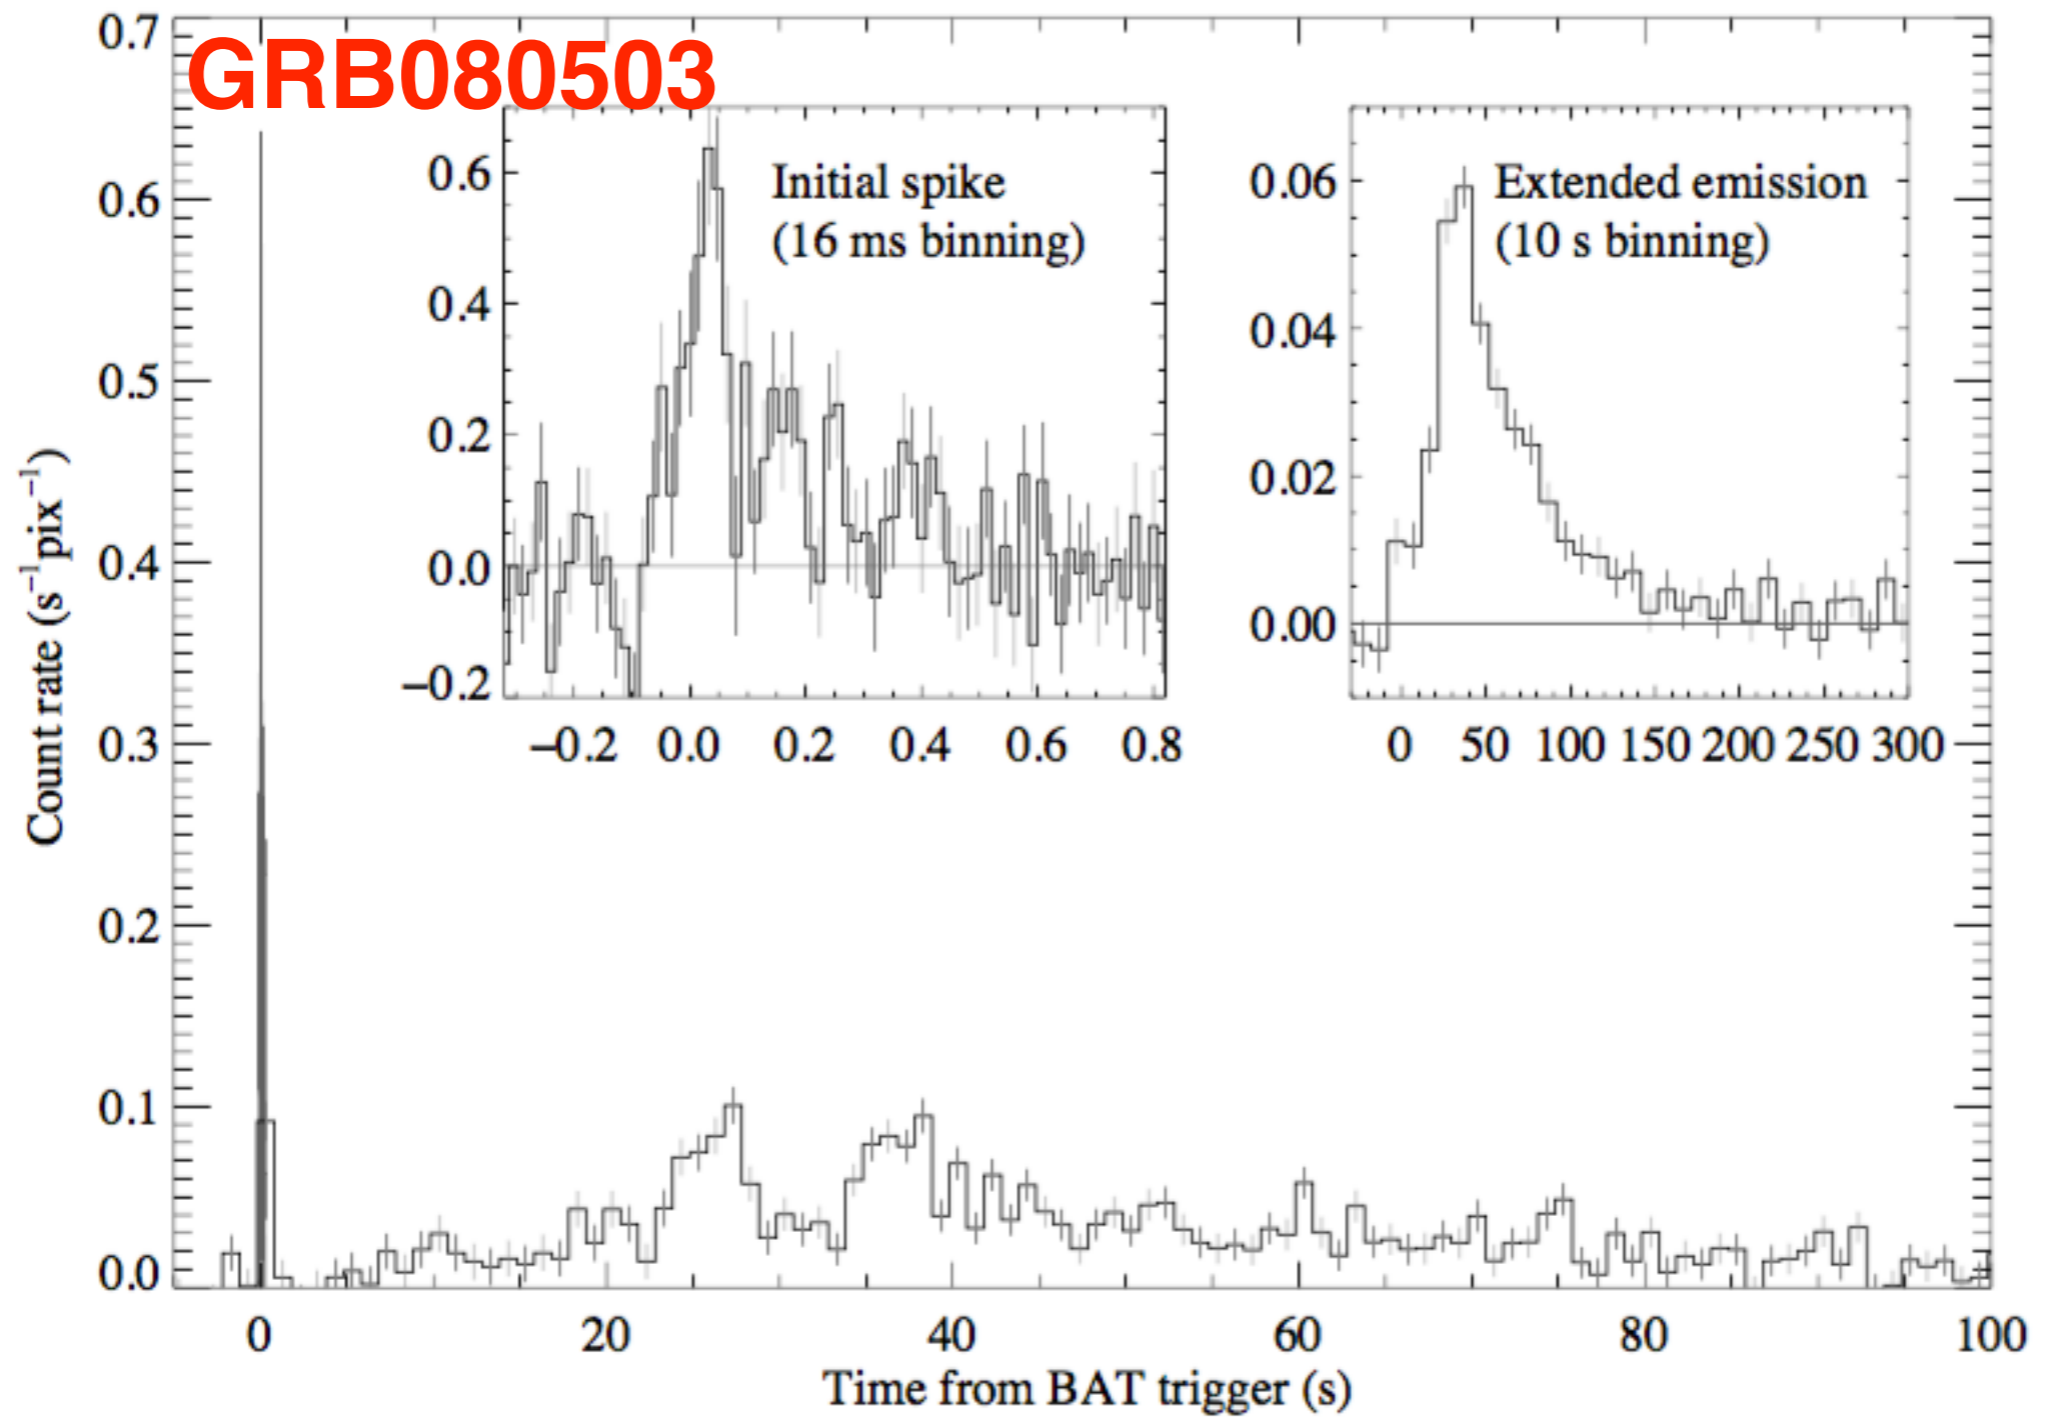 GRB080503
0.7
0.6
0.5
0.4
0.3
0.2
0.1
0.0
Count rate (s⁻¹pix⁻¹)
0 20 40 60 80 100
Time from BAT trigger (s)
Initial spike
(16 ms binning)
0.6
0.4
0.2
0.0
−0.2
−0.2 0.0 0.2 0.4 0.6 0.8
Extended emission
(10 s binning)
0.06
0.04
0.02
0.00
0 50 100 150 200 250 300